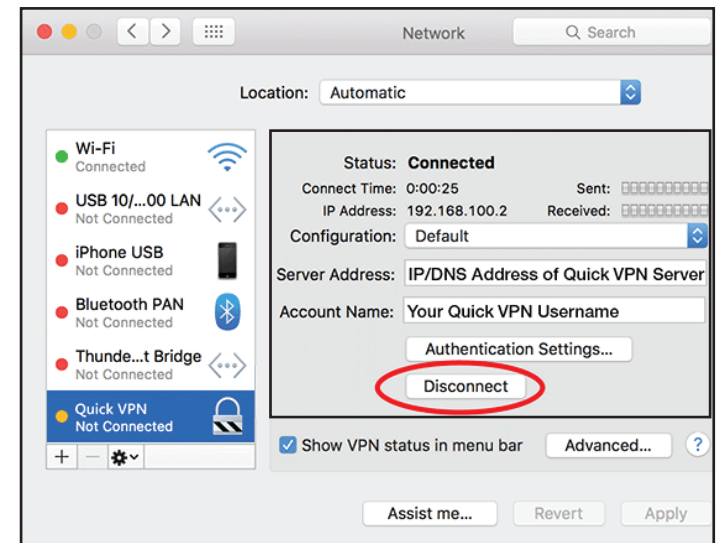 Network
Search
Location: Automatic
Wi-Fi
Connected
USB 10/...00 LAN
Not Connected
iPhone USB
Not Connected
Bluetooth PAN
Not Connected
Thunde...t Bridge
Not Connected
Quick VPN
Not Connected
Status: Connected
Connect Time: 0:00:25 Sent:
IP Address: 192.168.100.2 Received:
Configuration: Default
Server Address: IP/DNS Address of Quick VPN Server
Account Name: Your Quick VPN Username
Authentication Settings...
Disconnect
Show VPN status in menu bar Advanced... ?
Assist me... Revert Apply